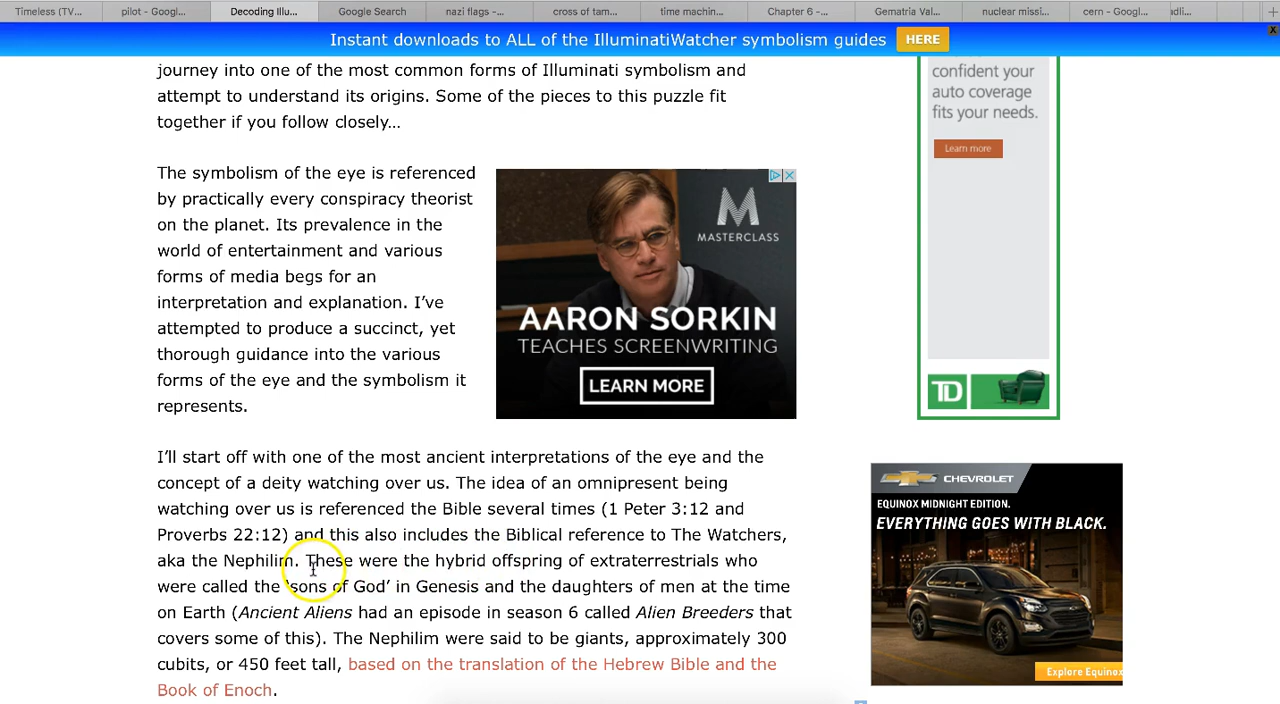 Timeless (TV...
pilot - Googl...
Decoding Illu...
Google Search
nazi flags -...
cross of tam...
time machin...
Chapter 6 -...
Gematria Val...
nuclear missi...
cern - Googl...
adli...
Instant downloads to ALL of the IlluminatiWatcher symbolism guides HERE
X
journey into one of the most common forms of Illuminati symbolism and
attempt to understand its origins. Some of the pieces to this puzzle fit
together if you follow closely…
The symbolism of the eye is referenced
by practically every conspiracy theorist
on the planet. Its prevalence in the
world of entertainment and various
forms of media begs for an
interpretation and explanation. I’ve
attempted to produce a succinct, yet
thorough guidance into the various
forms of the eye and the symbolism it
represents.
M
MASTERCLASS
AARON SORKIN
TEACHES SCREENWRITING
LEARN MORE
I’ll start off with one of the most ancient interpretations of the eye and the
concept of a deity watching over us. The idea of an omnipresent being
watching over us is referenced the Bible several times (1 Peter 3:12 and
Proverbs 22:12) and this also includes the Biblical reference to The Watchers,
aka the Nephilim. These were the hybrid offspring of extraterrestrials who
were called the ‘sons of God’ in Genesis and the daughters of men at the time
on Earth (Ancient Aliens had an episode in season 6 called Alien Breeders that
covers some of this). The Nephilim were said to be giants, approximately 300
cubits, or 450 feet tall, based on the translation of the Hebrew Bible and the
Book of Enoch.
confident your
auto coverage
fits your needs.
Learn more
TD
CHEVROLET
EQUINOX MIDNIGHT EDITION.
EVERYTHING GOES WITH BLACK.
Explore Equinox